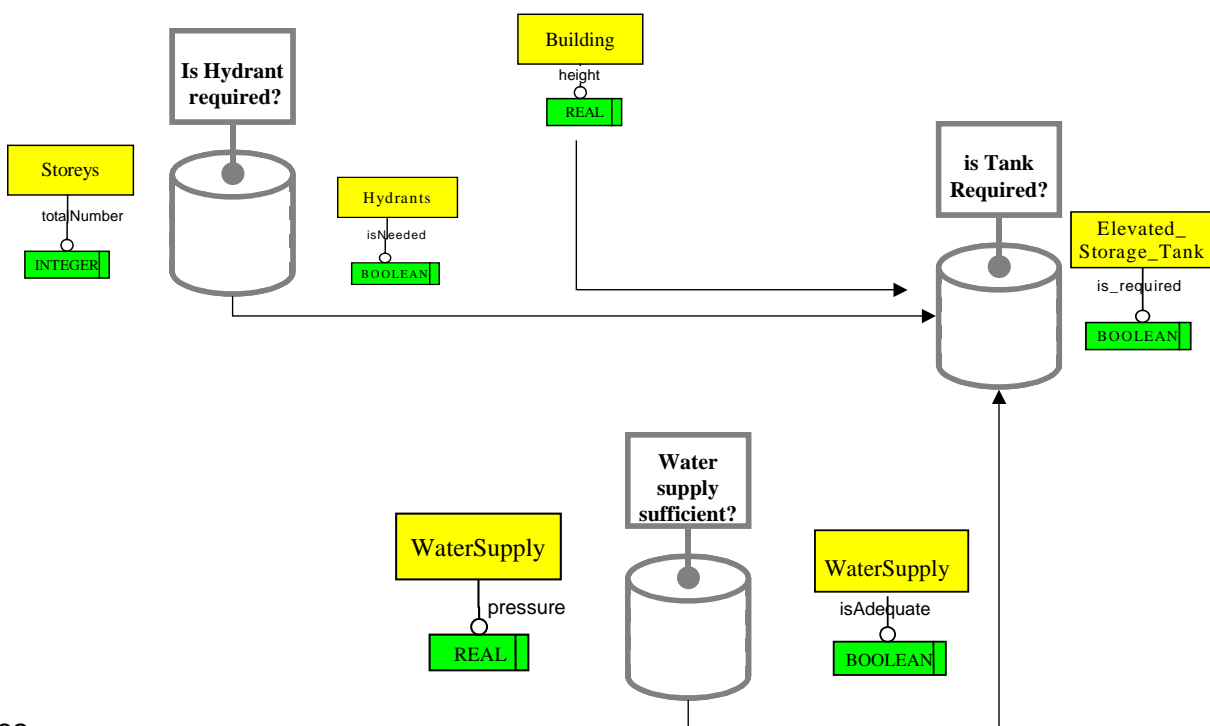 Building
height
REAL
Is Hydrant
required?
is Tank
Required?
Storeys
totalNumber
INTEGER
Hydrants
isNeeded
BOOLEAN
Elevated_
Storage_Tank
is_required
BOOLEAN
Water
supply
sufficient?
WaterSupply
pressure
REAL
WaterSupply
isAdequate
BOOLEAN